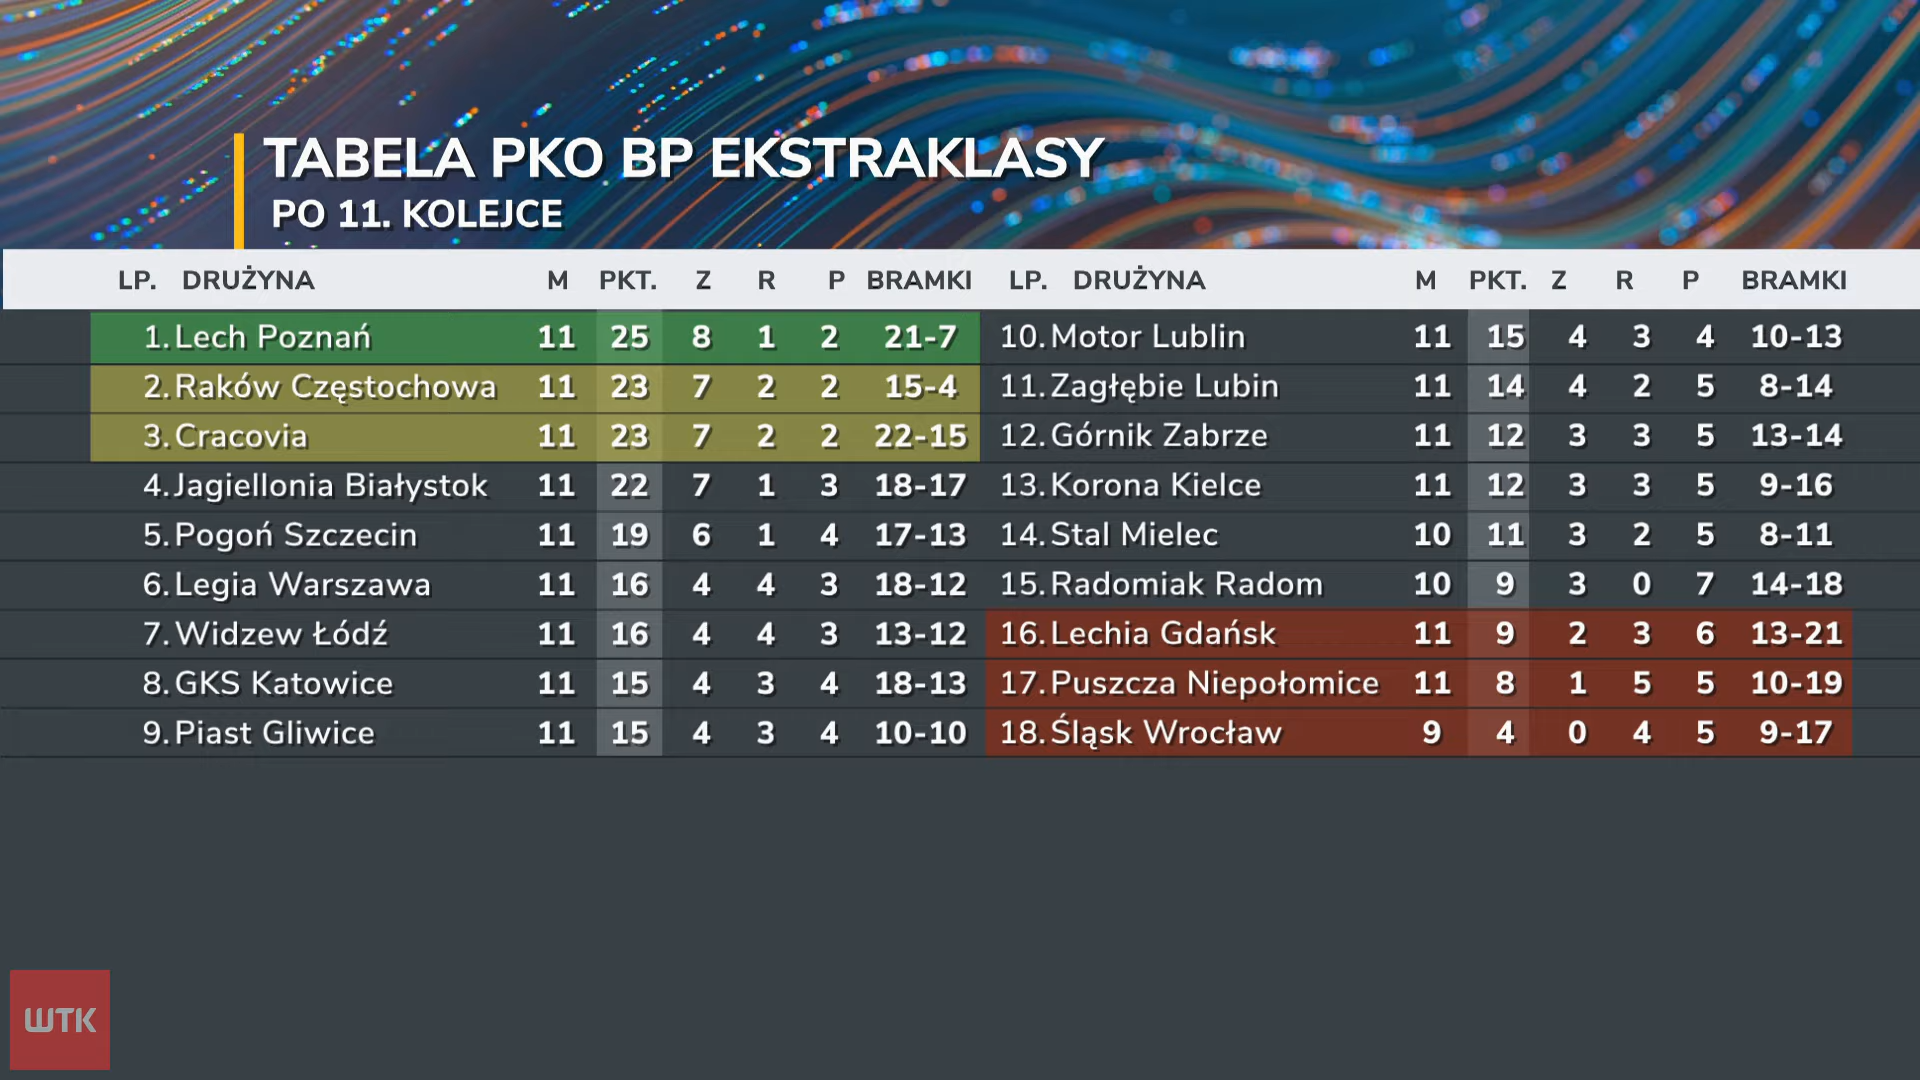 TABELA PKO BP EKSTRAKLASY
PO 11. KOLEJCE
LP. DRUŻYNA M PKT. Z R P BRAMKI LP. DRUŻYNA M PKT. Z R P BRAMKI
1. Lech Poznań 11 25 8 1 2 21-7
2. Raków Częstochowa 11 23 7 2 2 15-4
3. Cracovia 11 23 7 2 2 22-15
4. Jagiellonia Białystok 11 22 7 1 3 18-17
5. Pogoń Szczecin 11 19 6 1 4 17-13
6. Legia Warszawa 11 16 4 4 3 18-12
7. Widzew Łódź 11 16 4 4 3 13-12
8. GKS Katowice 11 15 4 3 4 18-13
9. Piast Gliwice 11 15 4 3 4 10-10
10. Motor Lublin 11 15 4 3 4 10-13
11. Zagłębie Lubin 11 14 4 2 5 8-14
12. Górnik Zabrze 11 12 3 3 5 13-14
13. Korona Kielce 11 12 3 3 5 9-16
14. Stal Mielec 10 11 3 2 5 8-11
15. Radomiak Radom 10 9 3 0 7 14-18
16. Lechia Gdańsk 11 9 2 3 6 13-21
17. Puszcza Niepołomice 11 8 1 5 5 10-19
18. Śląsk Wrocław 9 4 0 4 5 9-17
WTK